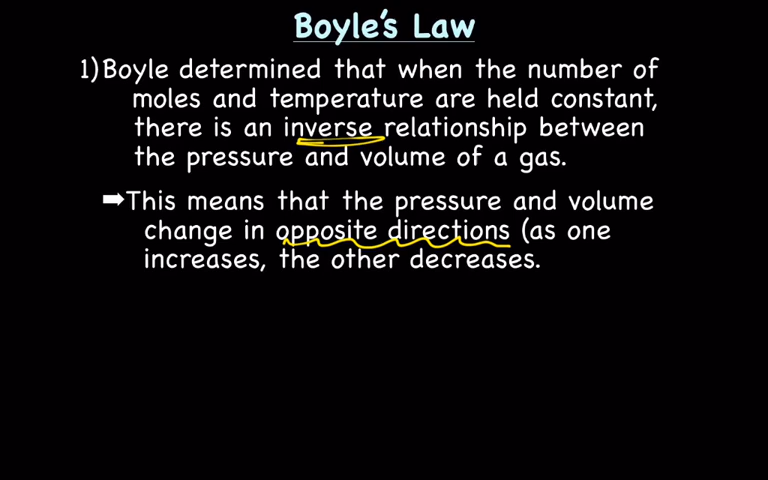 Boyle's Law
1)Boyle determined that when the number of
moles and temperature are held constant,
there is an inverse relationship between
the pressure and volume of a gas.
➡This means that the pressure and volume
change in opposite directions (as one
increases, the other decreases.